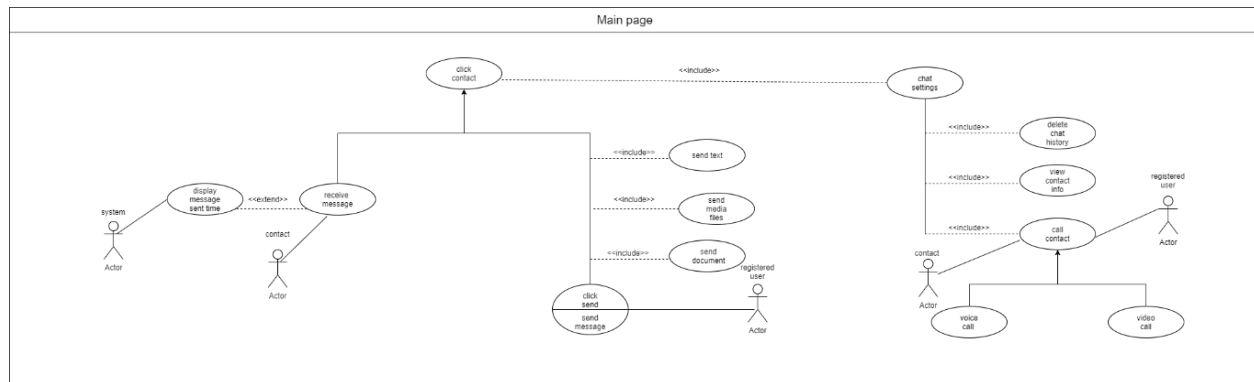 Main page
click
contact
<<include>>
chat
settings
<<include>>
send text
<<include>>
delete
chat
history
display
message
sent time
<<extend>>
receive
message
<<include>>
send
media
files
<<include>>
view
contact
info
registered
user
Actor
system
Actor
contact
Actor
<<include>>
send
document
<<include>>
call
contact
contact
Actor
click
send
send
message
registered
user
Actor
voice
call
video
call